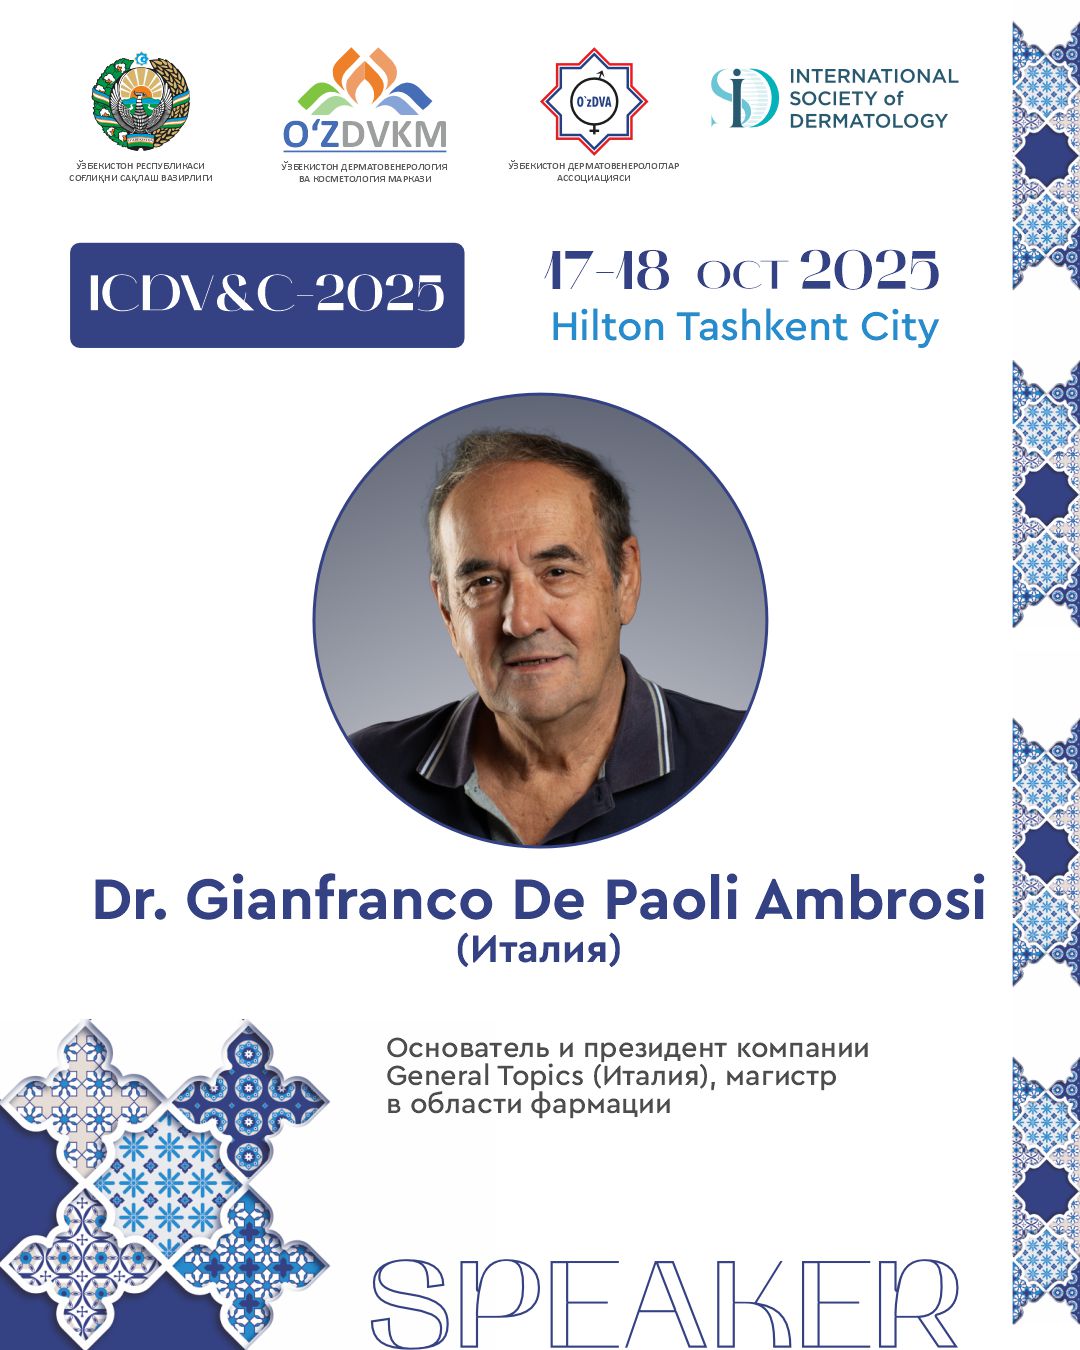 ЎЗБЕКИСТОН РЕСПУБЛИКАСИ
СОҒЛИҚНИ САҚЛАШ ВАЗИРЛИГИ
O‘ZDVKM
ЎЗБЕКИСТОН ДЕРМАТОВЕНЕРОЛОГИЯ
ВА КОСМЕТОЛОГИЯ МАРКАЗИ
O`zDVA
ЎЗБЕКИСТОН ДЕРМАТОВЕНЕРОЛОГЛАР
АССОЦИАЦИЯСИ
SiD
INTERNATIONAL
SOCIETY of
DERMATOLOGY
ICDV&C-2025
17-18 OCT 2025
Hilton Tashkent City
Dr. Gianfranco De Paoli Ambrosi
(Италия)
Основатель и президент компании
General Topics (Италия), магистр
в области фармации
SPEAKER